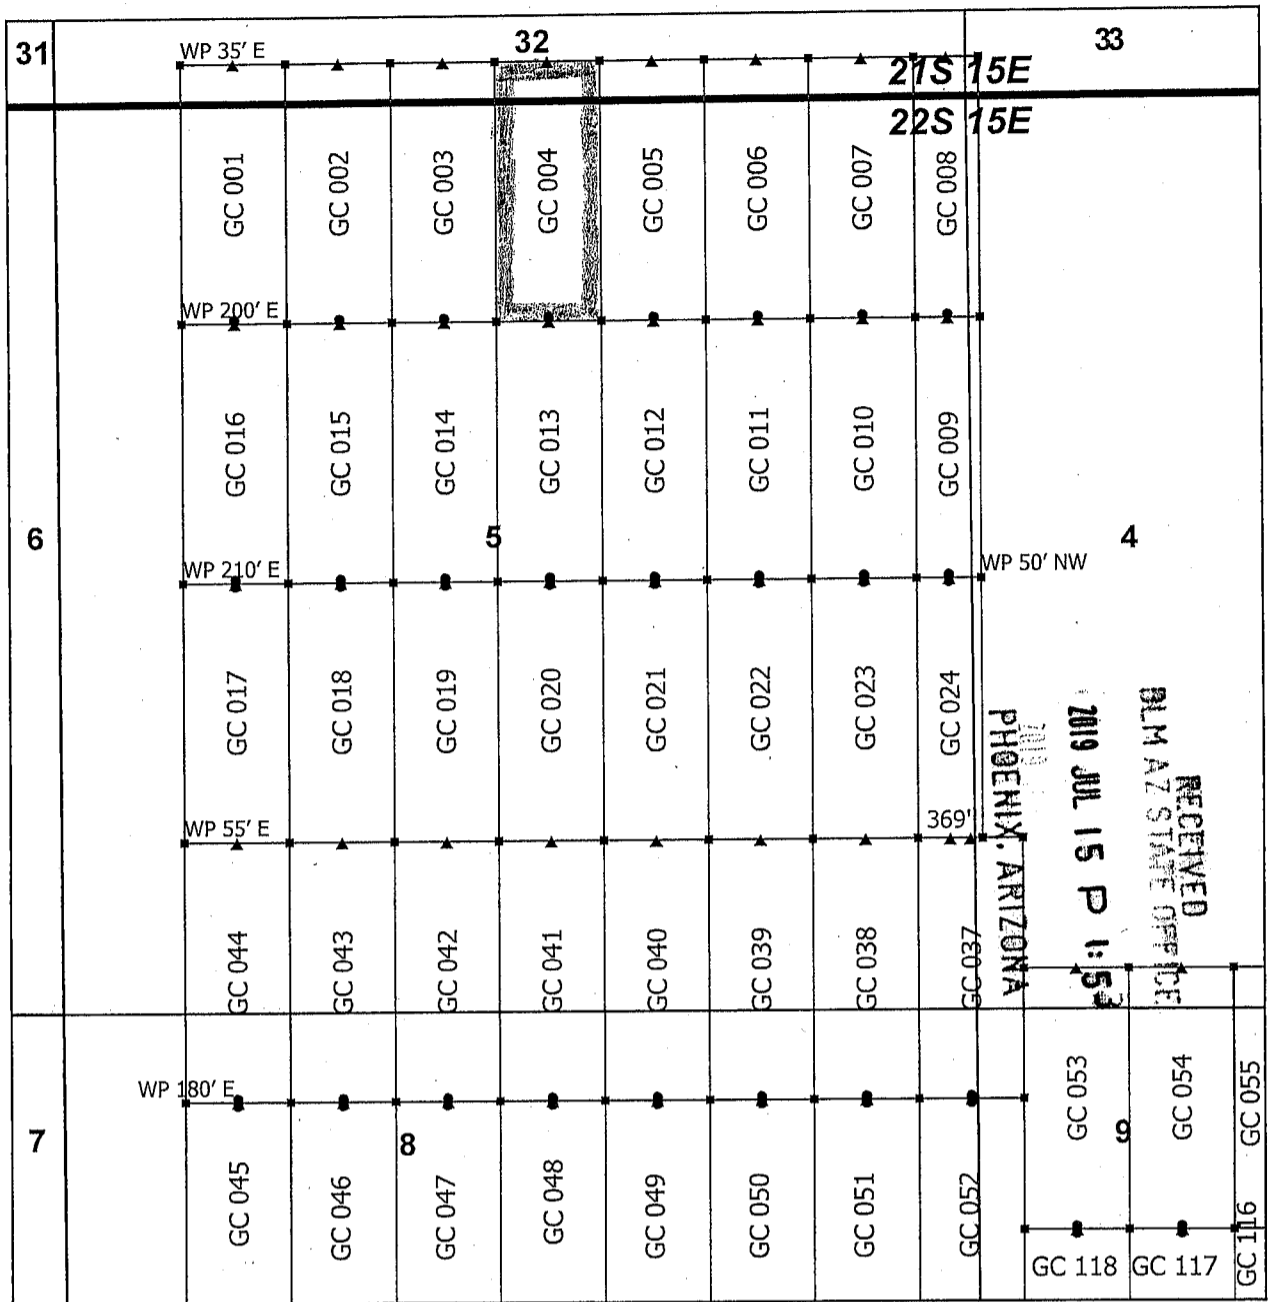 31
WP 35' E
32
33
21S 15E
22S 15E
GC 001
GC 002
GC 003
GC 004
GC 005
GC 006
GC 007
GC 008
WP 200' E
GC 016
GC 015
GC 014
GC 013
GC 012
GC 011
GC 010
GC 009
6
5
4
WP 210' E
WP 50' NW
GC 017
GC 018
GC 019
GC 020
GC 021
GC 022
GC 023
GC 024
WP 55' E
369'
RECEIVED
BLM AZ STATE OFFICE
2019 JUL 15 P 1:53
PHOENIX, ARIZONA
GC 044
GC 043
GC 042
GC 041
GC 040
GC 039
GC 038
GC 037
WP 180' E
GC 053
GC 054
GC 055
7
8
9
GC 045
GC 046
GC 047
GC 048
GC 049
GC 050
GC 051
GC 052
GC 118
GC 117
GC 116